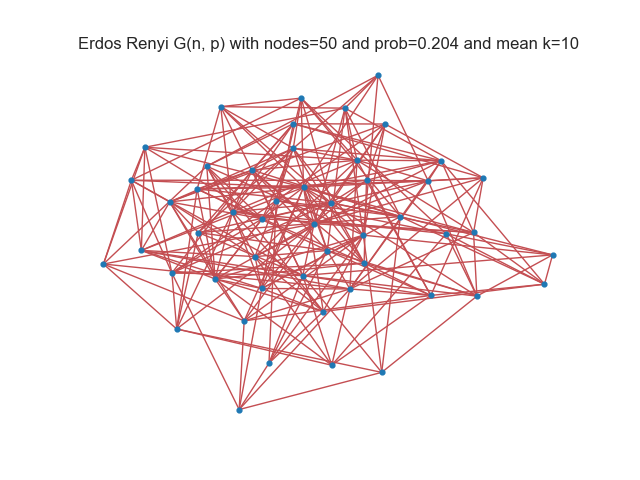 Erdos Renyi G(n, p) with nodes=50 and prob=0.204 and mean k=10